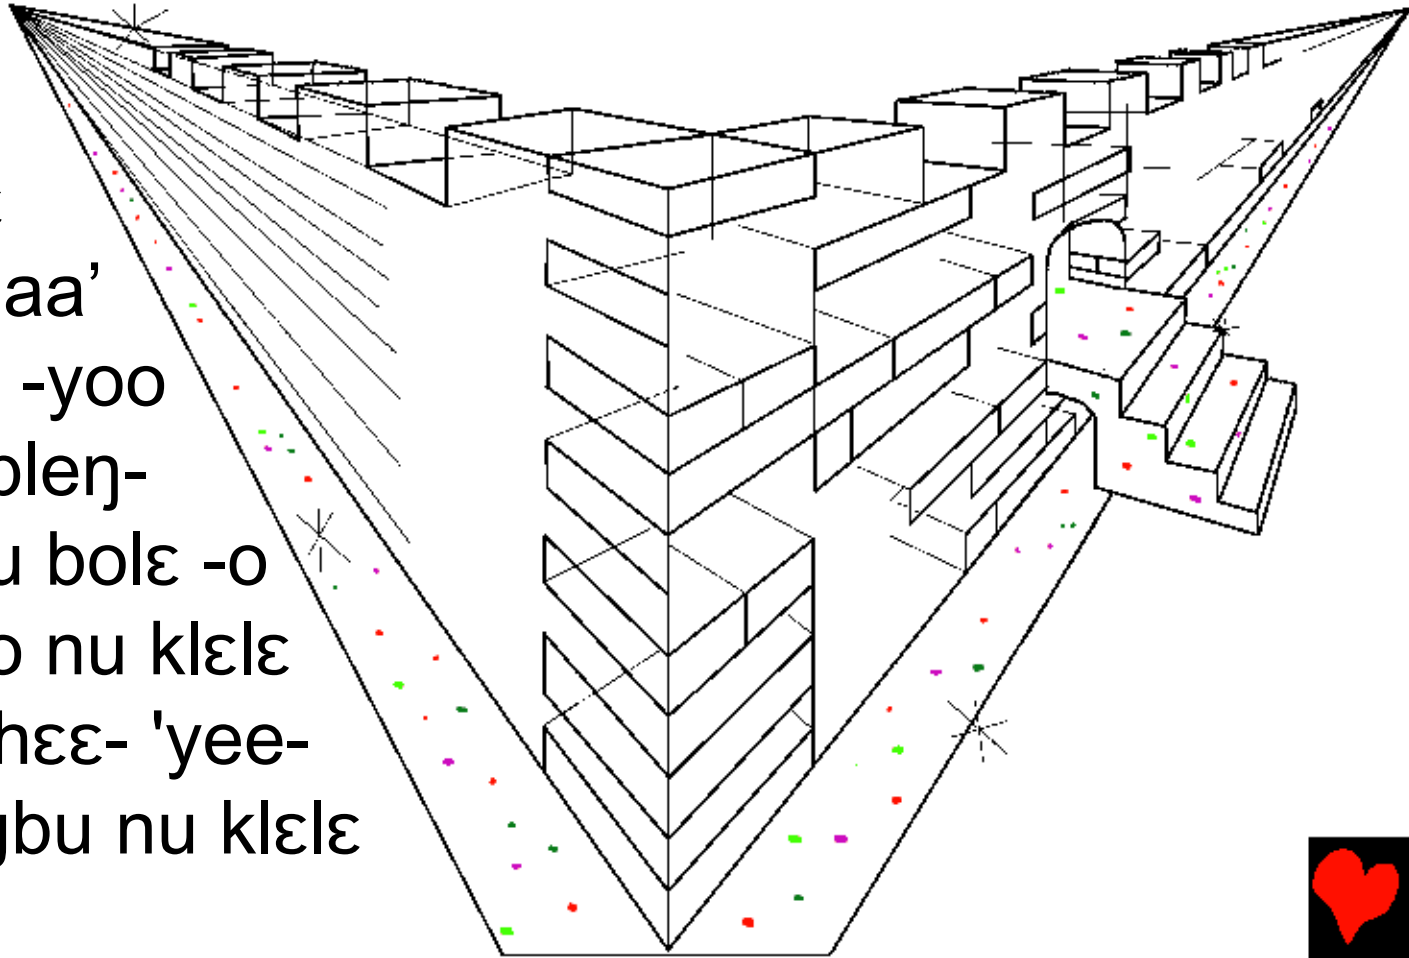 aa’
-yoo
bleŋ-
u bolɛ -o
o nu klɛlɛ
hɛɛ- 'yee-
gbu nu klɛlɛ